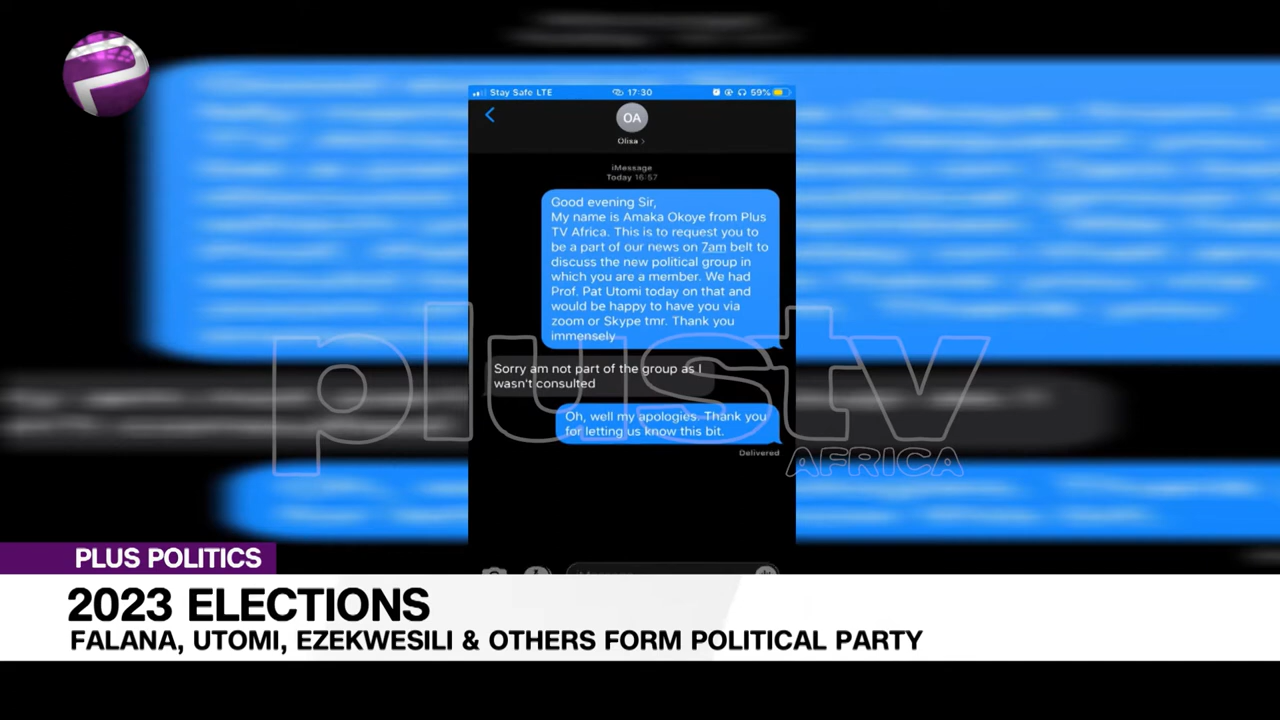 Stay Safe LTE
17:30
59%
OA
Olisa >
iMessage
Today 16:57
Good evening Sir,
My name is Amaka Okoye from Plus
TV Africa. This is to request you to
be a part of our news on 7am belt to
discuss the new political group in
which you are a member. We had
Prof. Pat Utomi today on that and
would be happy to have you via
zoom or Skype tmr. Thank you
immensely
Sorry am not part of the group as I
wasn't consulted
Oh, well my apologies. Thank you
for letting us know this bit.
Delivered
plustv
AFRICA
PLUS POLITICS
2023 ELECTIONS
FALANA, UTOMI, EZEKWESILI & OTHERS FORM POLITICAL PARTY